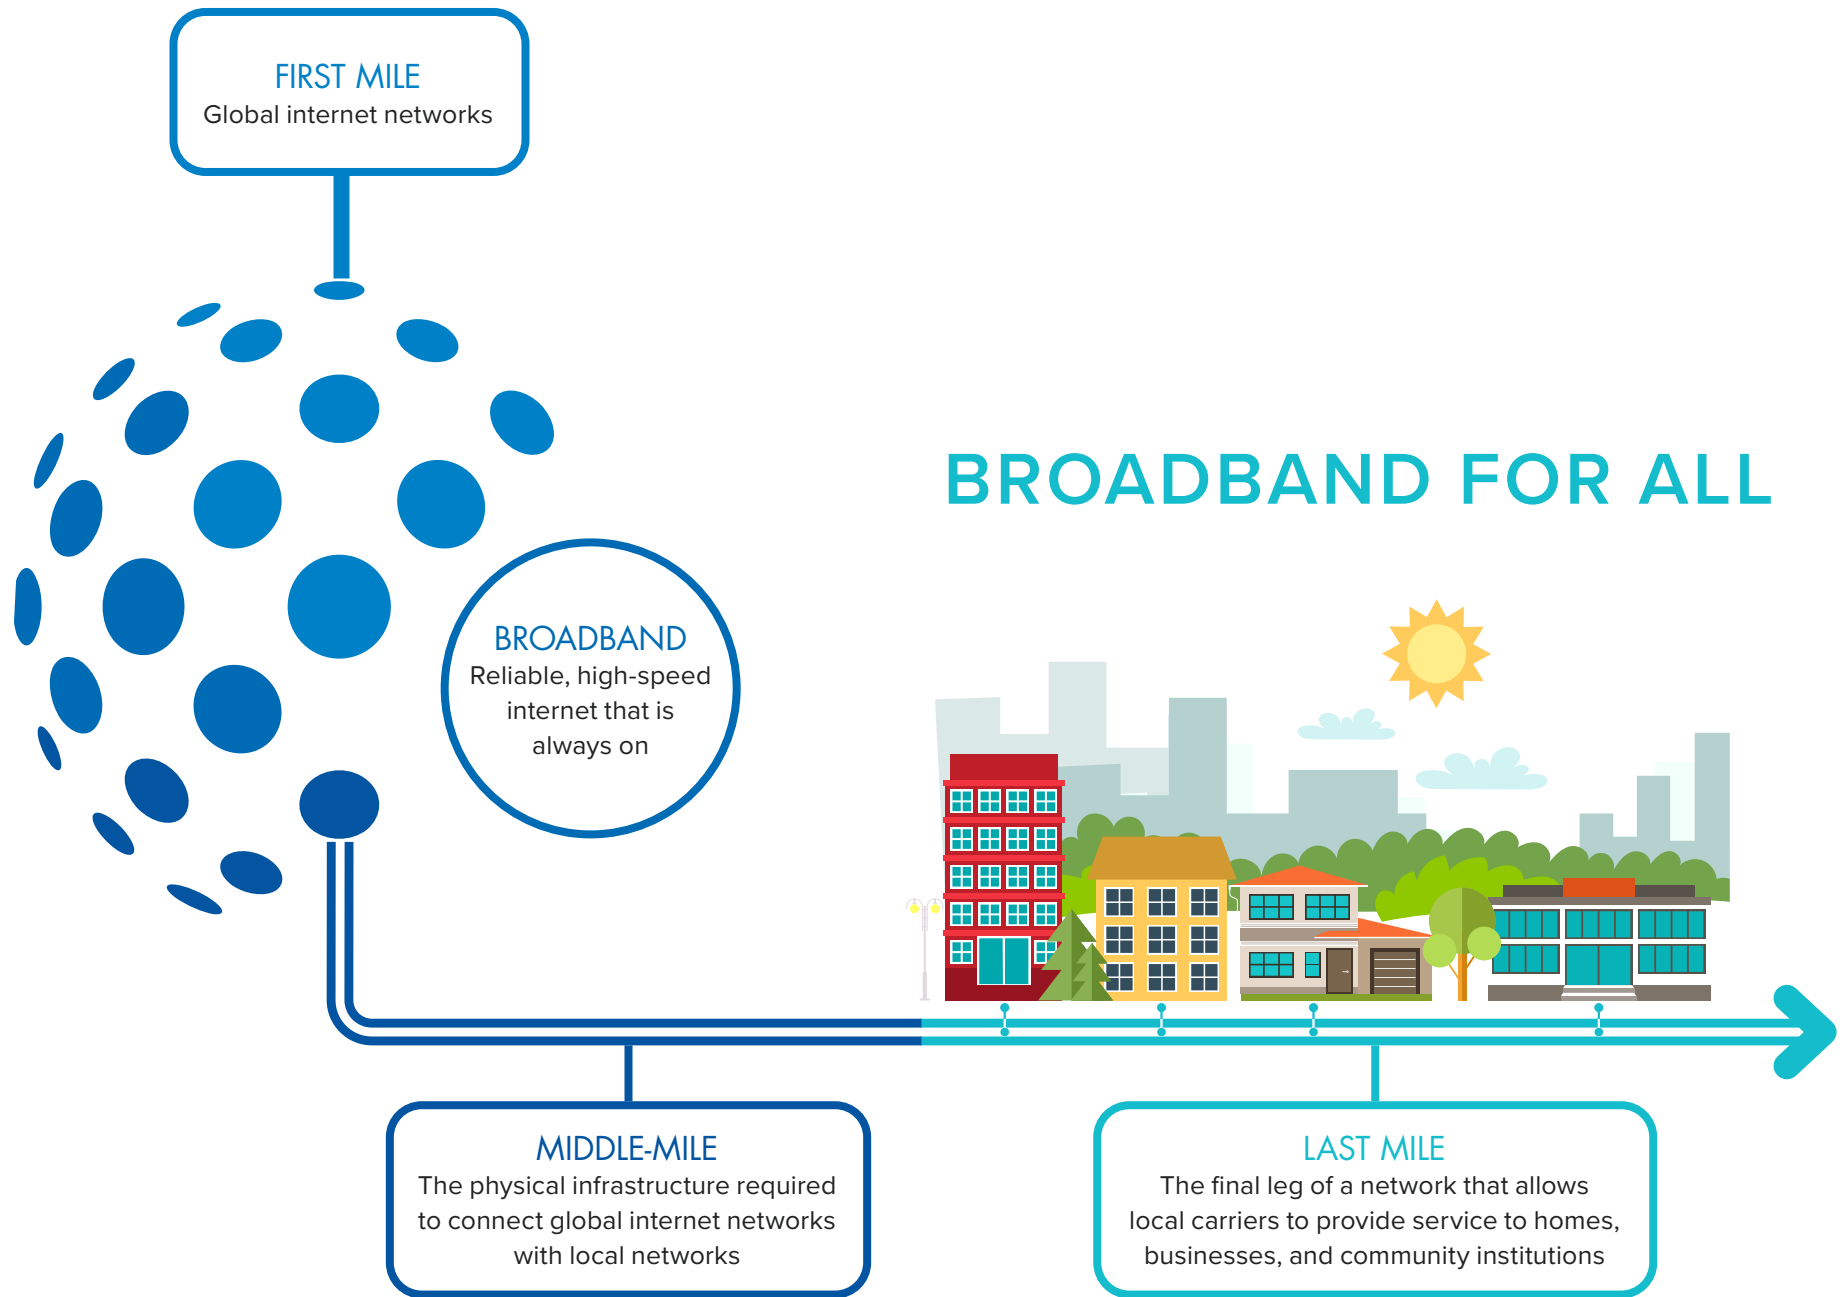 FIRST MILE
Global internet networks
BROADBAND FOR ALL
BROADBAND
Reliable, high-speed
internet that is
always on
MIDDLE-MILE
The physical infrastructure required
to connect global internet networks
with local networks
LAST MILE
The final leg of a network that allows
local carriers to provide service to homes,
businesses, and community institutions